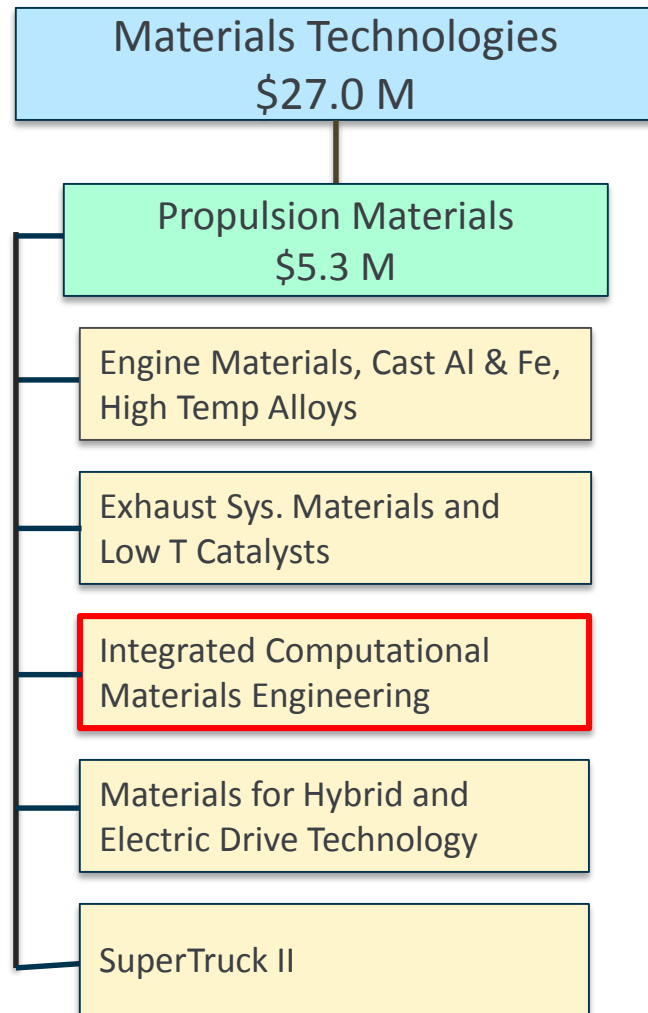 Materials Technologies
$27.0 M
Propulsion Materials
$5.3 M
Engine Materials, Cast Al & Fe,
High Temp Alloys
Exhaust Sys. Materials and
Low T Catalysts
Integrated Computational
Materials Engineering
Materials for Hybrid and
Electric Drive Technology
SuperTruck II